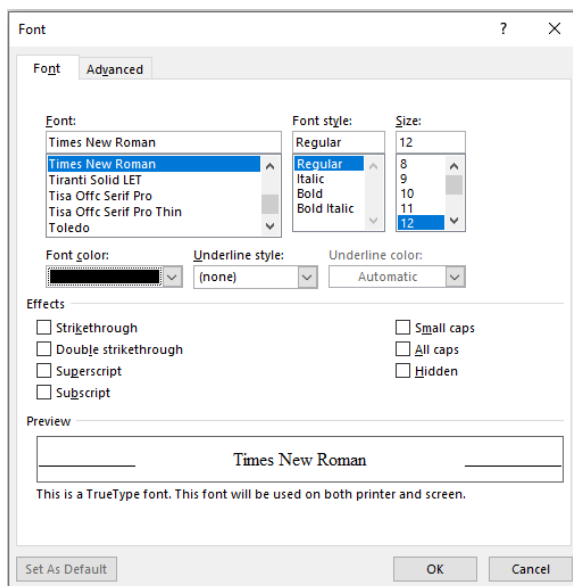 Font ?
Font Advanced
Font: Font style: Size:
Times New Roman Regular 12
Times New Roman Regular 8
Tiranti Solid LET Italic 9
Tisa Offc Serif Pro Bold 10
Tisa Offc Serif Pro Thin Bold Italic 11
Toledo 12
Font color: Underline style: Underline color:
(none) Automatic
Effects
Strikethrough Small caps
Double strikethrough All caps
Superscript Hidden
Subscript
Preview
Times New Roman
This is a TrueType font. This font will be used on both printer and screen.
Set As Default OK Cancel